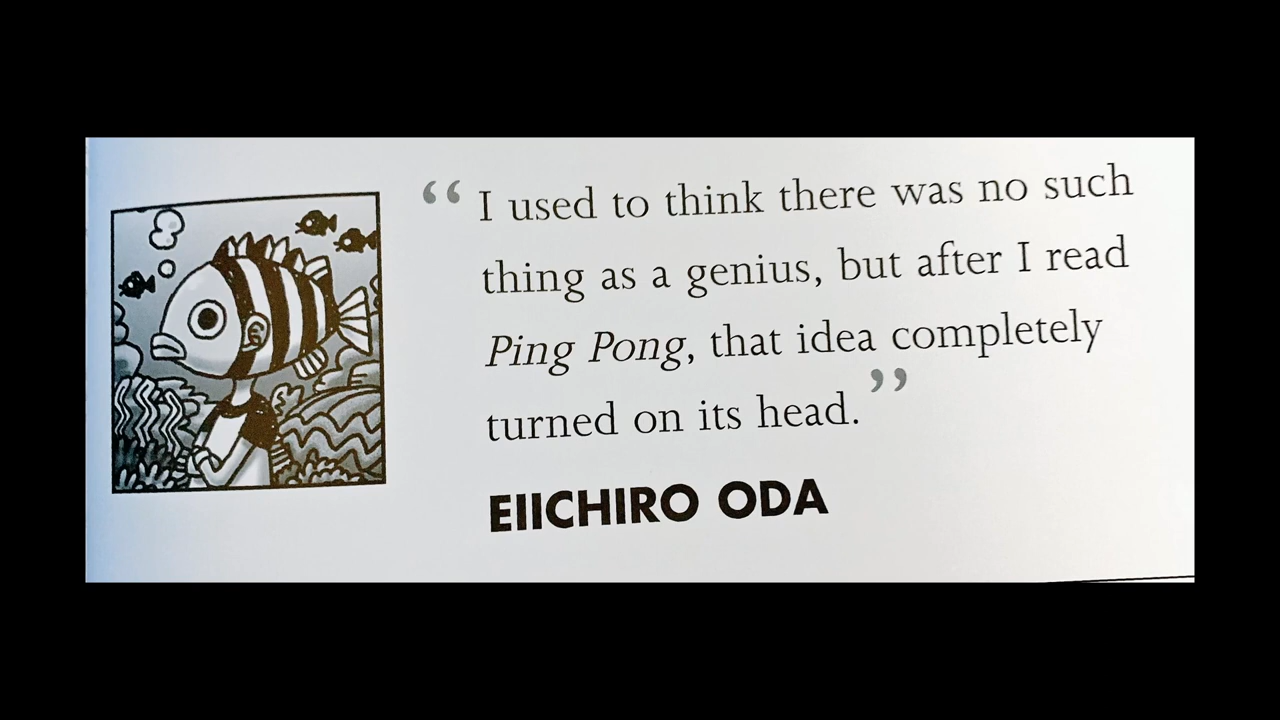 “I used to think there was no such
thing as a genius, but after I read
Ping Pong, that idea completely
turned on its head.”
EIICHIRO ODA